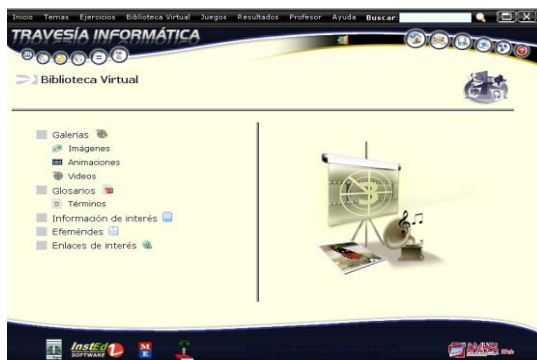 Inicio Temas Ejercicios Biblioteca Virtual Juegos Resultados Profesor Ayuda Buscar
TRAVESÍA INFORMÁTICA
Biblioteca Virtual
Galerías
Imágenes
Animaciones
Videos
Glosarios
Términos
Información de interés
Efemérides
Enlaces de interés
InstEd
SOFTWARE
M
E